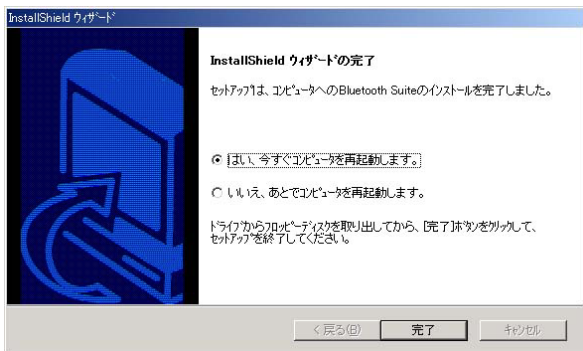 InstallShield ウィザード
InstallShield ウィザードの完了
セットアップは、コンピュータへのBluetooth Suiteのインストールを完了しました。
はい、今すぐコンピュータを再起動します。
いいえ、あとでコンピュータを再起動します。
ドライブからフロッピーディスクを取り出してから、[完了]ボタンをクリックして、
セットアップを終了してください。
< 戻る(B)
完了
キャンセル